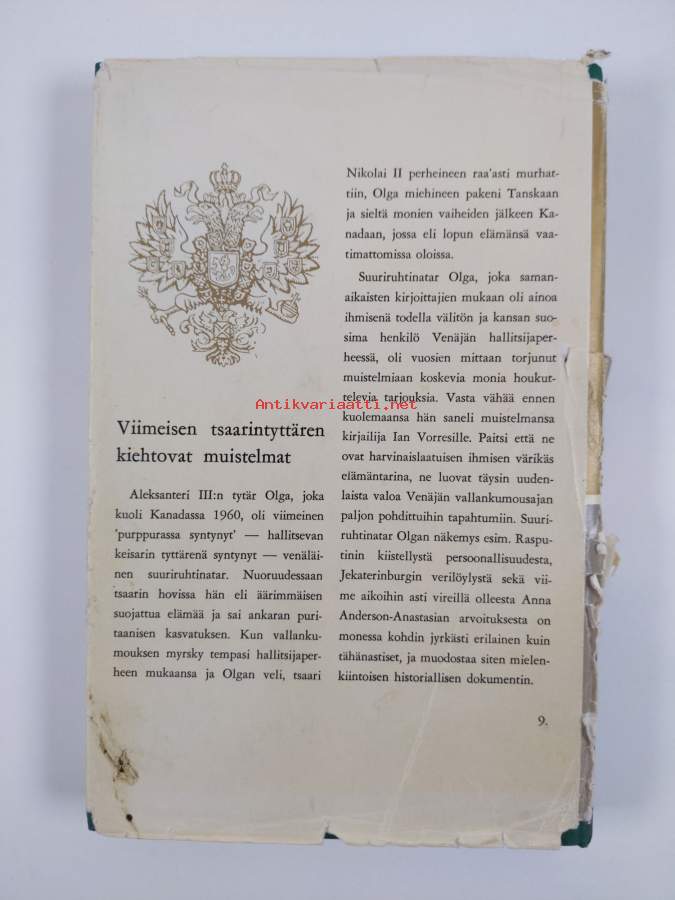 Viimeisen tsaarintyttären
kiehtovat muistelmat
Aleksanteri III:n tytär Olga, joka
kuoli Kanadassa 1960, oli viimeinen
'purppurassa syntynyt' — hallitsevan
keisarin tyttärenä syntynyt — venäläi-
nen suuriruhtinatar. Nuoruudessaan
tsaarin hovissa hän eli äärimmäisen
suojattua elämää ja sai ankaran puri-
taanisen kasvatuksen. Kun vallanku-
mouksen myrsky tempasi hallitsijaper-
heen mukaansa ja Olgan veli, tsaari
Nikolai II perheineen raa'asti murhat-
tiin, Olga miehineen pakeni Tanskaan
ja sieltä monien vaiheiden jälkeen Ka-
nadaan, jossa eli lopun elämänsä vaa-
timattomissa oloissa.
Suuriruhtinatar Olga, joka saman-
aikaisten kirjoittajien mukaan oli ainoa
ihmisenä todella välitön ja kansan suo-
sima henkilö Venäjän hallitsijaper-
heessä, oli vuosien mittaan torjunut
muistelmiaan koskevia monia houkut-
televia tarjouksia. Vasta vähää ennen
kuolemaansa hän saneli muistelmansa
kirjailija Ian Vorresille. Paitsi että ne
ovat harvinaislaatuisen ihmisen värikäs
elämäntarina, ne luovat täysin uuden-
laista valoa Venäjän vallankumousajan
paljon pohdittuihin tapahtumiin. Suuri-
ruhtinatar Olgan näkemys esim. Raspu-
tinin kiistellystä persoonallisuudesta,
Jekaterinburgin verilöylystä sekä vii-
me aikoihin asti vireillä olleesta Anna
Anderson-Anastasian arvoituksesta on
monessa kohdin jyrkästi erilainen kuin
tähänastiset, ja muodostaa siten mielen-
kiintoisen historiallisen dokumentin.
9.
Antikvariaatti.net